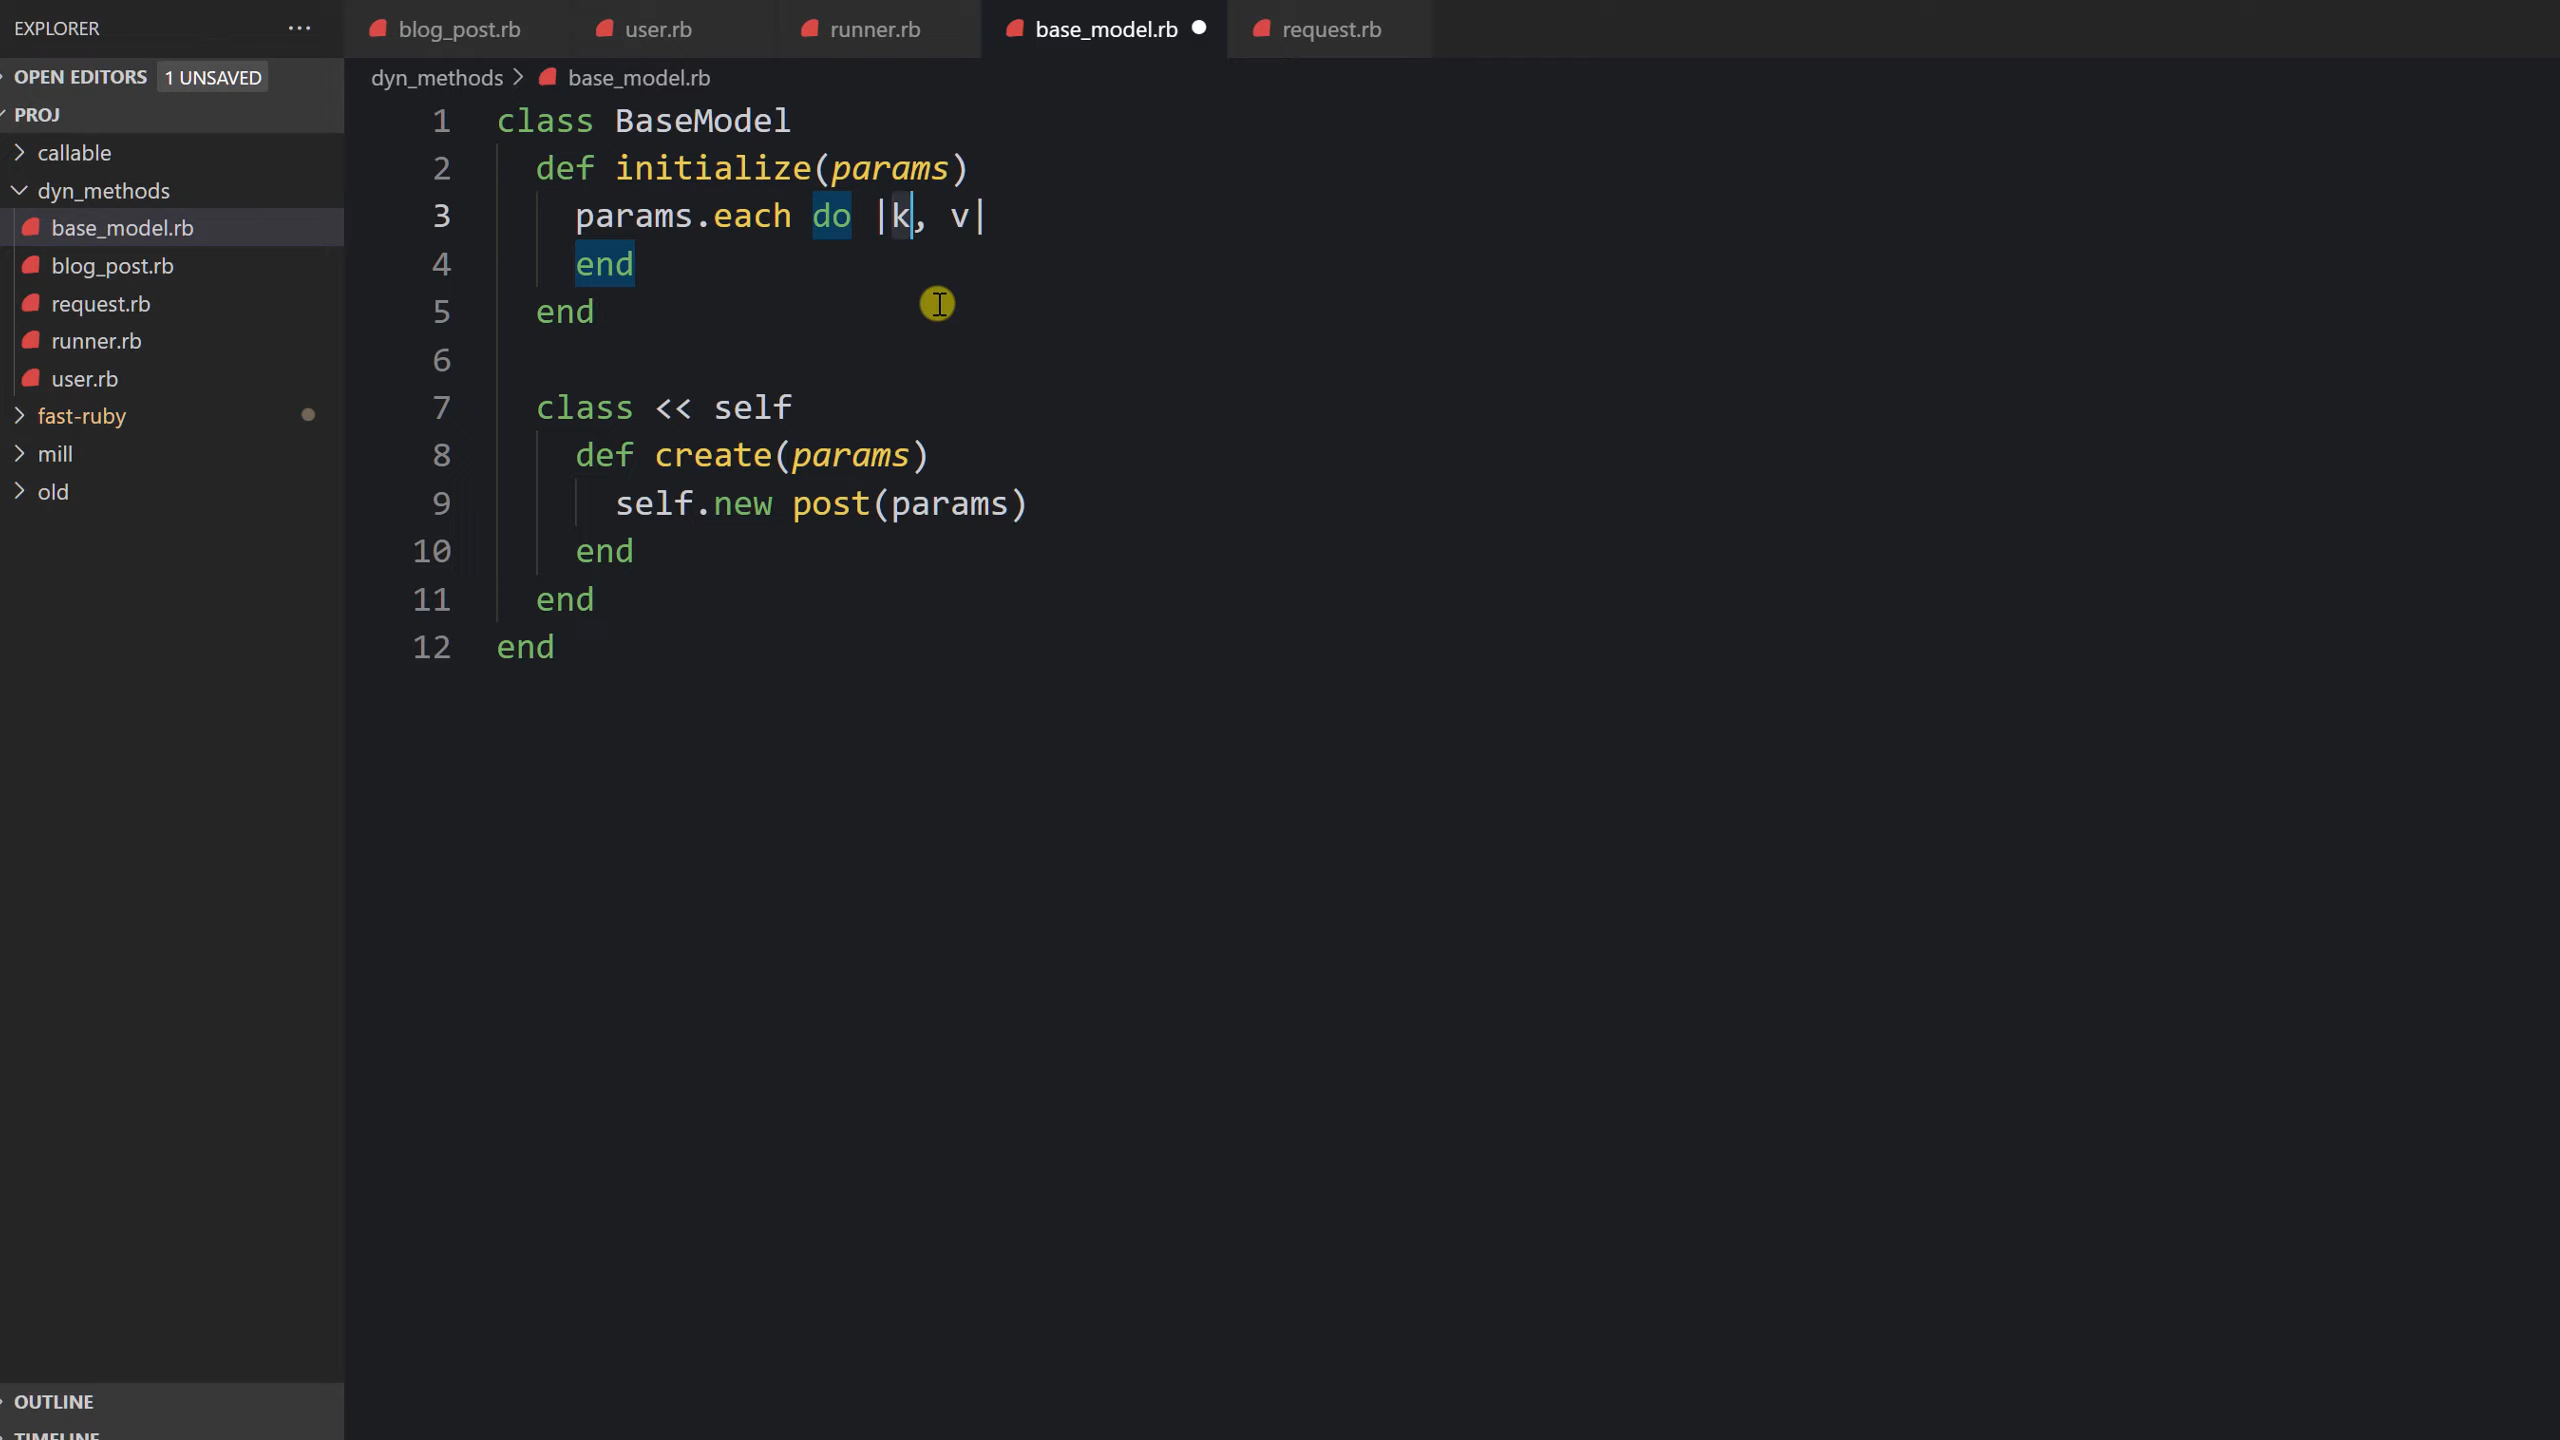 EXPLORER
OPEN EDITORS 1 UNSAVED
PROJ
callable
dyn_methods
base_model.rb
blog_post.rb
request.rb
runner.rb
user.rb
fast-ruby
mill
old
OUTLINE
TIMELINE
blog_post.rb user.rb runner.rb base_model.rb request.rb
dyn_methods > base_model.rb
1 class BaseModel
2 def initialize(params)
3 params.each do |k, v|
4 end
5 end
6
7 class << self
8 def create(params)
9 self.new post(params)
10 end
11 end
12 end